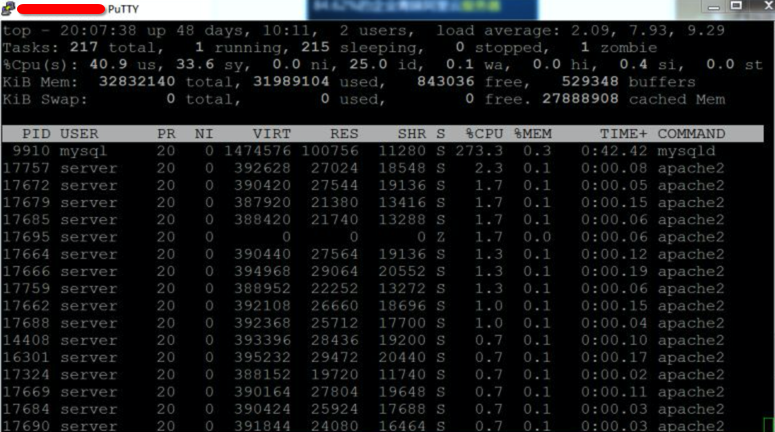 84.62%的企业青睐阿里云服务器
PuTTY
top - 20:07:38 up 48 days, 10:11,  2 users,  load average: 2.09, 7.93, 9.29
Tasks: 217 total,   1 running, 215 sleeping,   0 stopped,   1 zombie
%Cpu(s): 40.9 us, 33.6 sy,  0.0 ni, 25.0 id,  0.1 wa,  0.0 hi,  0.4 si,  0.0 st
KiB Mem:  32832140 total, 31989104 used,   843036 free,   529348 buffers
KiB Swap:        0 total,        0 used,        0 free. 27888908 cached Mem
PID USER      PR  NI    VIRT    RES    SHR S  %CPU %MEM     TIME+ COMMAND
9910 mysql     20   0 1474576 100756  11280 S 273.3  0.3   0:42.42 mysqld
17757 server    20   0  392628  27024  18548 S   2.3  0.1   0:00.08 apache2
17672 server    20   0  390420  27544  19136 S   1.7  0.1   0:00.05 apache2
17679 server    20   0  387920  21380  13416 S   1.7  0.1   0:00.15 apache2
17685 server    20   0  388420  21740  13288 S   1.7  0.1   0:00.06 apache2
17695 server    20   0       0      0      0 Z   1.7  0.0   0:00.06 apache2
17664 server    20   0  390440  27564  19136 S   1.3  0.1   0:00.12 apache2
17666 server    20   0  394968  29064  20552 S   1.3  0.1   0:00.19 apache2
17759 server    20   0  388952  22252  13272 S   1.3  0.1   0:00.06 apache2
17662 server    20   0  392108  26660  18696 S   1.0  0.1   0:00.15 apache2
17688 server    20   0  392368  25712  17700 S   1.0  0.1   0:00.04 apache2
14408 server    20   0  393396  28436  19200 S   0.7  0.1   0:00.10 apache2
16301 server    20   0  395232  29472  20440 S   0.7  0.1   0:00.17 apache2
17324 server    20   0  388152  19720  11740 S   0.7  0.1   0:00.02 apache2
17669 server    20   0  390164  27804  19648 S   0.7  0.1   0:00.11 apache2
17684 server    20   0  390424  25924  17688 S   0.7  0.1   0:00.03 apache2
17690 server    20   0  391844  24080  16464 S   0.7  0.1   0:00.03 apache2